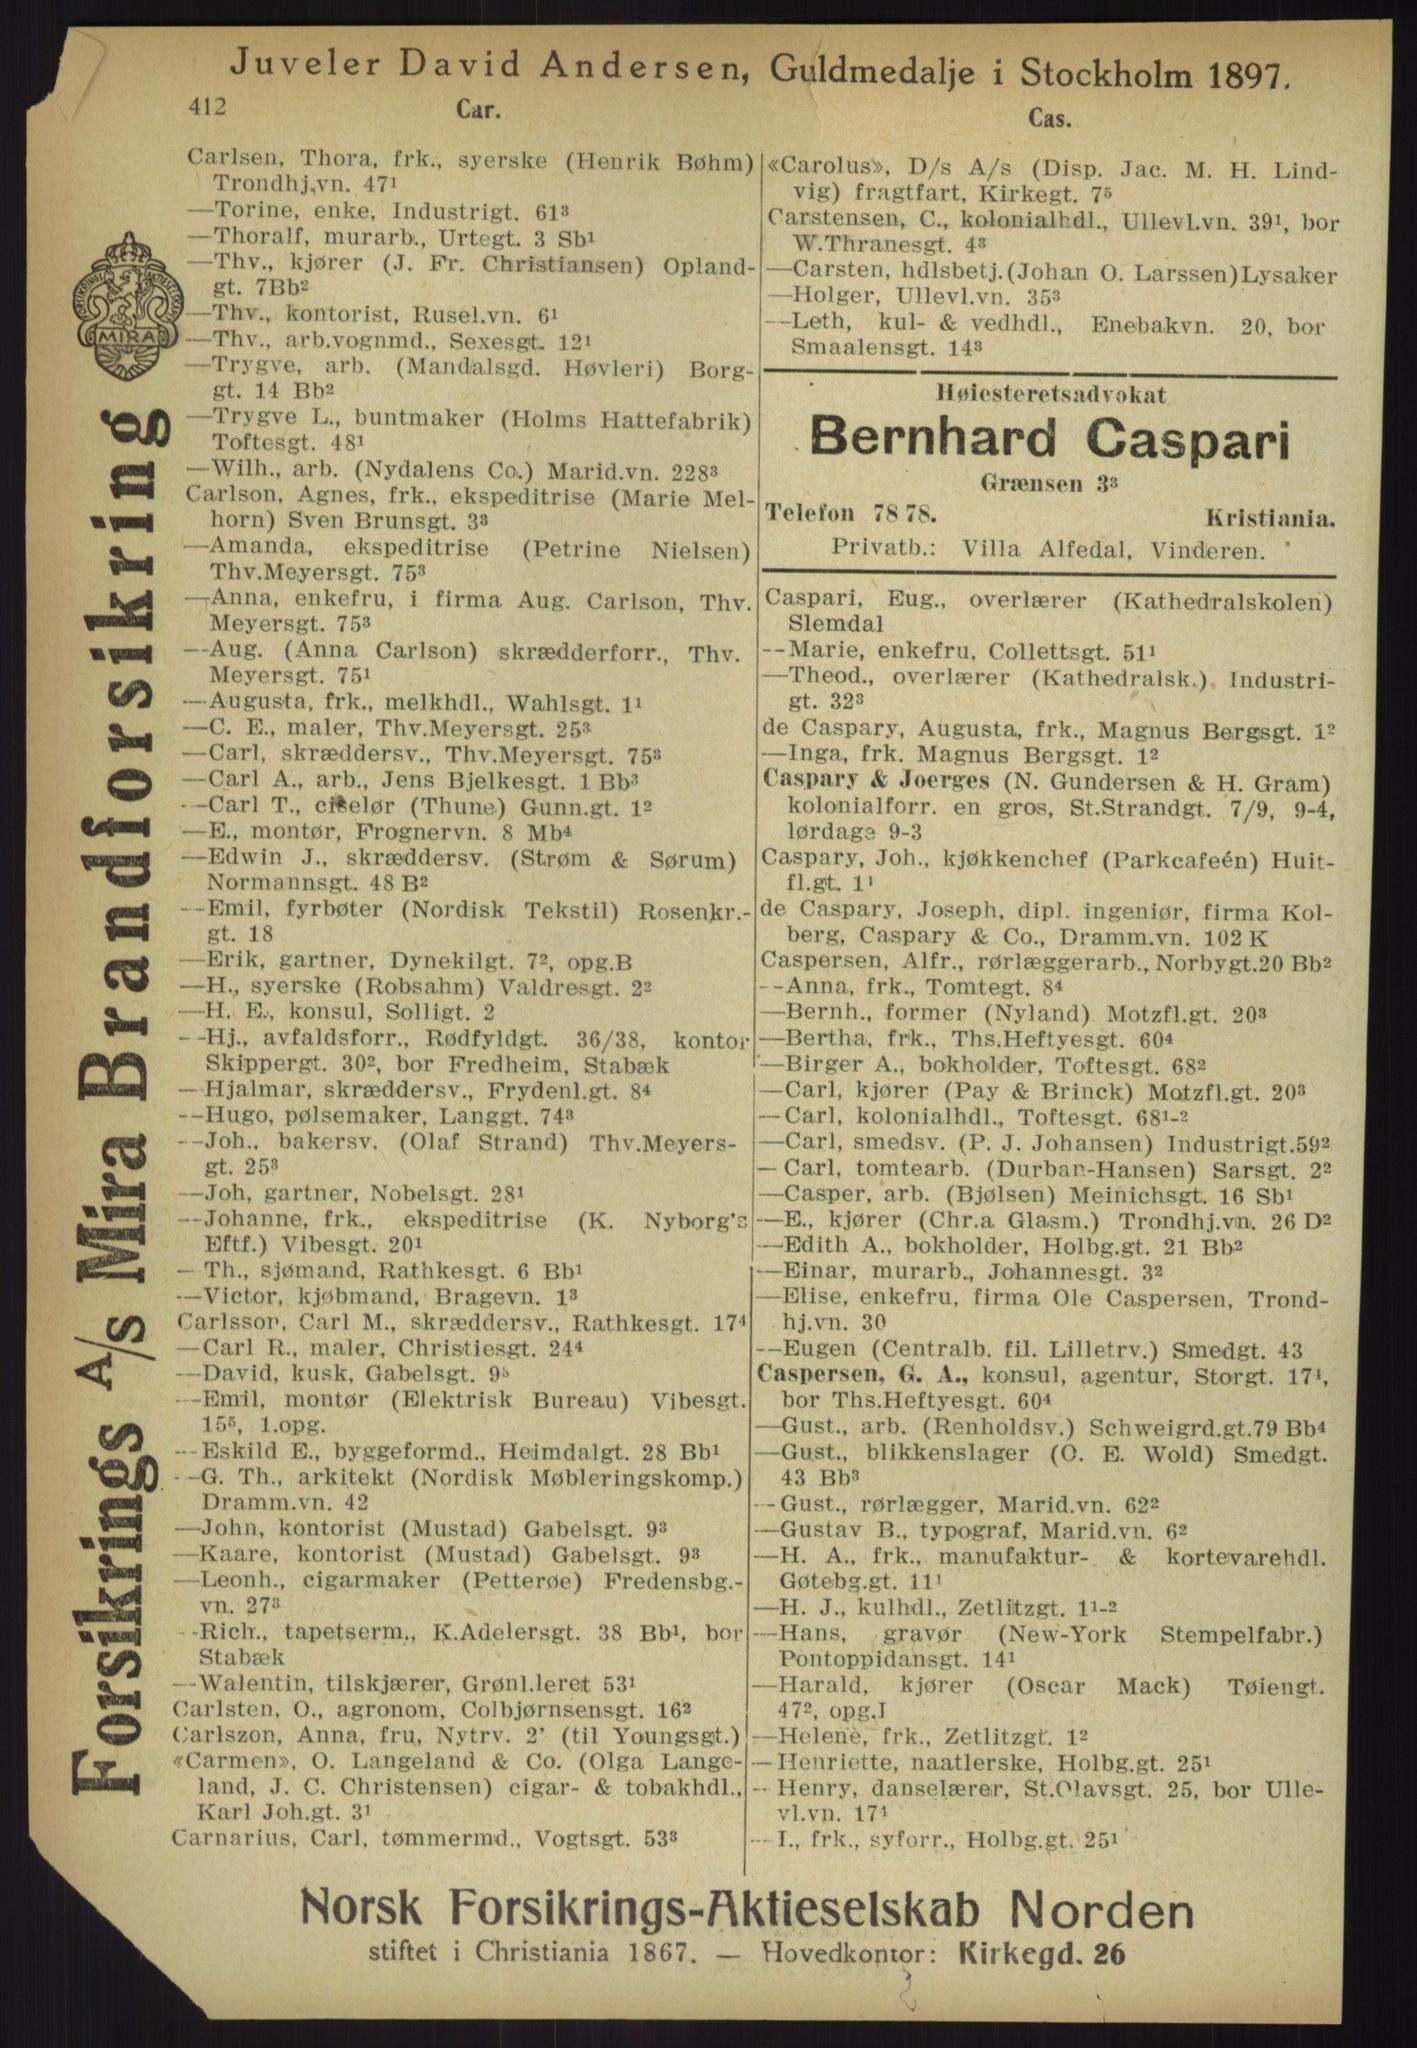 Juveler David Andersen, Guldmedalje i Stockholm 1897.
412
Car.
Cas.
Forsikrings A/s Mira Brandforsikring
MIRA
Carlsen, Thora, frk., syerske (Henrik Bøhm)
Trondhj.vn. 47¹
—Torine, enke, Industrigt. 61³
—Thoralf, murarb., Urtegt. 3 Sb¹
—Thv., kjører (J. Fr. Christiansen) Opland-
gt. 7Bb²
—Thv., kontorist, Rusel.vn. 6¹
—Thv., arb.vognmd., Sexesgt. 12¹
—Trygve, arb. (Mandalsgd. Høvleri) Borg-
gt. 14 Bb²
—Trygve L., buntmaker (Holms Hattefabrik)
Toftesgt. 48¹
—Wilh., arb. (Nydalens Co.) Marid.vn. 228³
Carlson, Agnes, frk., ekspeditrise (Marie Mel-
horn) Sven Brunsgt. 3³
—Amanda, ekspeditrise (Petrine Nielsen)
Thv.Meyersgt. 75³
—Anna, enkefru, i firma Aug. Carlson, Thv.
Meyersgt. 75³
—Aug. (Anna Carlson) skrædderforr., Thv.
Meyersgt. 75¹
—Augusta, frk., melkhdl., Wahlsgt. 1¹
—C. E., maler, Thv.Meyersgt. 25³
—Carl, skræddersv., Thv.Meyersgt. 75³
—Carl A., arb., Jens Bjelkesgt. 1 Bb³
—Carl T., ciselør (Thune) Gunn.gt. 1²
—E., montør, Frognervn. 8 Mb⁴
—Edwin J., skræddersv. (Strøm & Sørum)
Normannsgt. 48 B²
—Emil, fyrbøter (Nordisk Tekstil) Rosenkr.-
gt. 18
—Erik, gartner, Dynekilgt. 7², opg.B
—H., syerske (Robsahm) Valdresgt. 2²
—H. E., konsul, Solligt. 2
—Hj., avfaldsforr., Rødfyldgt. 36/38, kontor
Skippergt. 30², bor Fredheim, Stabæk
—Hjalmar, skræddersv., Frydenl.gt. 8⁴
—Hugo, pølsemaker, Langgt. 74³
—Joh., bakersv. (Olaf Strand) Thv.Meyers-
gt. 25³
—Joh, gartner, Nobelsgt. 28¹
—Johanne, frk., ekspeditrise (K. Nyborg's
Eftf.) Vibesgt. 20¹
—Th., sjømand, Rathkesgt. 6 Bb¹
—Victor, kjøbmand, Bragevn. 1³
Carlsson, Carl M., skræddersv., Rathkesgt. 17⁴
—Carl R., maler, Christiesgt. 24⁴
—David, kusk, Gabelsgt. 9⁵
—Emil, montør (Elektrisk Bureau) Vibesgt.
15⁵, 1.opg.
—Eskild E., byggeformd., Heimdalgt. 28 Bb¹
—G. Th., arkitekt (Nordisk Møbleringskomp.)
Dramm.vn. 42
—John, kontorist (Mustad) Gabelsgt. 9³
—Kaare, kontorist (Mustad) Gabelsgt. 9³
—Leonh., cigarmaker (Petterøe) Fredensbg.-
vn. 27³
—Rich., tapetserm., K.Adelersgt. 38 Bb¹, bor
Stabæk
—Walentin, tilskjærer, Grønl.leret 53¹
Carlsten, O., agronom, Colbjørnsensgt. 16²
Carlszon, Anna, fru, Nytrv. 2' (til Youngsgt.)
«Carmen», O. Langeland & Co. (Olga Lange-
land, J. C. Christensen) cigar- & tobakhdl.,
Karl Joh.gt. 3¹
Carnarius, Carl, tømmermd., Vogtsgt. 53³
«Carolus», D/s A/s (Disp. Jac. M. H. Lind-
vig) fragtfart, Kirkegt. 7⁵
Carstensen, C., kolonialhdl., Ullevl.vn. 39¹, bor
W.Thranesgt. 4³
—Carsten, hdlsbetj.(Johan O. Larssen)Lysaker
—Holger, Ullevl.vn. 35³
—Leth, kul- & vedhdl., Enebakvn. 20, bor
Smaalensgt. 14³
Høiesteretsadvokat
Bernhard Caspari
Grænsen 3³
Telefon 78 78. Kristiania.
Privatb.: Villa Alfedal, Vinderen.
Caspari, Eug., overlærer (Kathedralskolen)
Slemdal
—Marie, enkefru, Collettsgt. 51¹
—Theod., overlærer (Kathedralsk.) Industri-
gt. 32³
de Caspary, Augusta, frk., Magnus Bergsgt. 1²
—Inga, frk. Magnus Bergsgt. 1²
Caspary & Joerges (N. Gundersen & H. Gram)
kolonialforr. en gros, St.Strandgt. 7/9, 9-4,
lørdage 9-3
Caspary, Joh., kjøkkenchef (Parkcafeén) Huit-
fl.gt. 1¹
de Caspary, Joseph, dipl. ingeniør, firma Kol-
berg, Caspary & Co., Dramm.vn. 102 K
Caspersen, Alfr., rørlæggerarb., Norbygt.20 Bb²
—Anna, frk., Tomtegt. 8⁴
—Bernh., former (Nyland) Motzfl.gt. 20³
—Bertha, frk., Ths.Heftyesgt. 60⁴
—Birger A., bokholder, Toftesgt. 68²
—Carl, kjører (Pay & Brinck) Motzfl.gt. 20³
—Carl, kolonialhdl., Toftesgt. 68¹-²
—Carl, smedsv. (P. J. Johansen) Industrigt.59²
—Carl, tomtearb. (Durban-Hansen) Sarsgt. 2²
—Casper, arb. (Bjølsen) Meinichsgt. 16 Sb¹
—E., kjører (Chr.a Glasm.) Trondhj.vn. 26 D²
—Edith A., bokholder, Holbg.gt. 21 Bb²
—Einar, murarb., Johannesgt. 3²
—Elise, enkefru, firma Ole Caspersen, Trond-
hj.vn. 30
—Eugen (Centralb. fil. Lilletrv.) Smedgt. 43
Caspersen, G. A., konsul, agentur, Storgt. 17⁴,
bor Ths.Heftyesgt. 60⁴
—Gust., arb. (Renholdsv.) Schweigrd.gt.79 Bb⁴
—Gust., blikkenslager (O. E. Wold) Smedgt.
43 Bb³
—Gust., rørlægger, Marid.vn. 62²
—Gustav B., typograf, Marid.vn. 6²
—H. A., frk., manufaktur- & kortevarehdl.
Gøtebg.gt. 11¹
—H. J., kulhdl., Zetlitzgt. 1¹-²
—Hans, gravør (New-York Stempelfabr.)
Pontoppidansgt. 14¹
—Harald, kjører (Oscar Mack) Tøiengt.
47², opg.J
—Helene, frk., Zetlitzgt. 1²
—Henriette, naatlerske, Holbg.gt. 25¹
—Henry, danselærer, St.Olavsgt. 25, bor Ulle-
vl.vn. 17⁴
—I., frk., syforr., Holbg.gt. 25¹
Norsk Forsikrings-Aktieselskab Norden
stiftet i Christiania 1867. — Hovedkontor: Kirkegd. 26